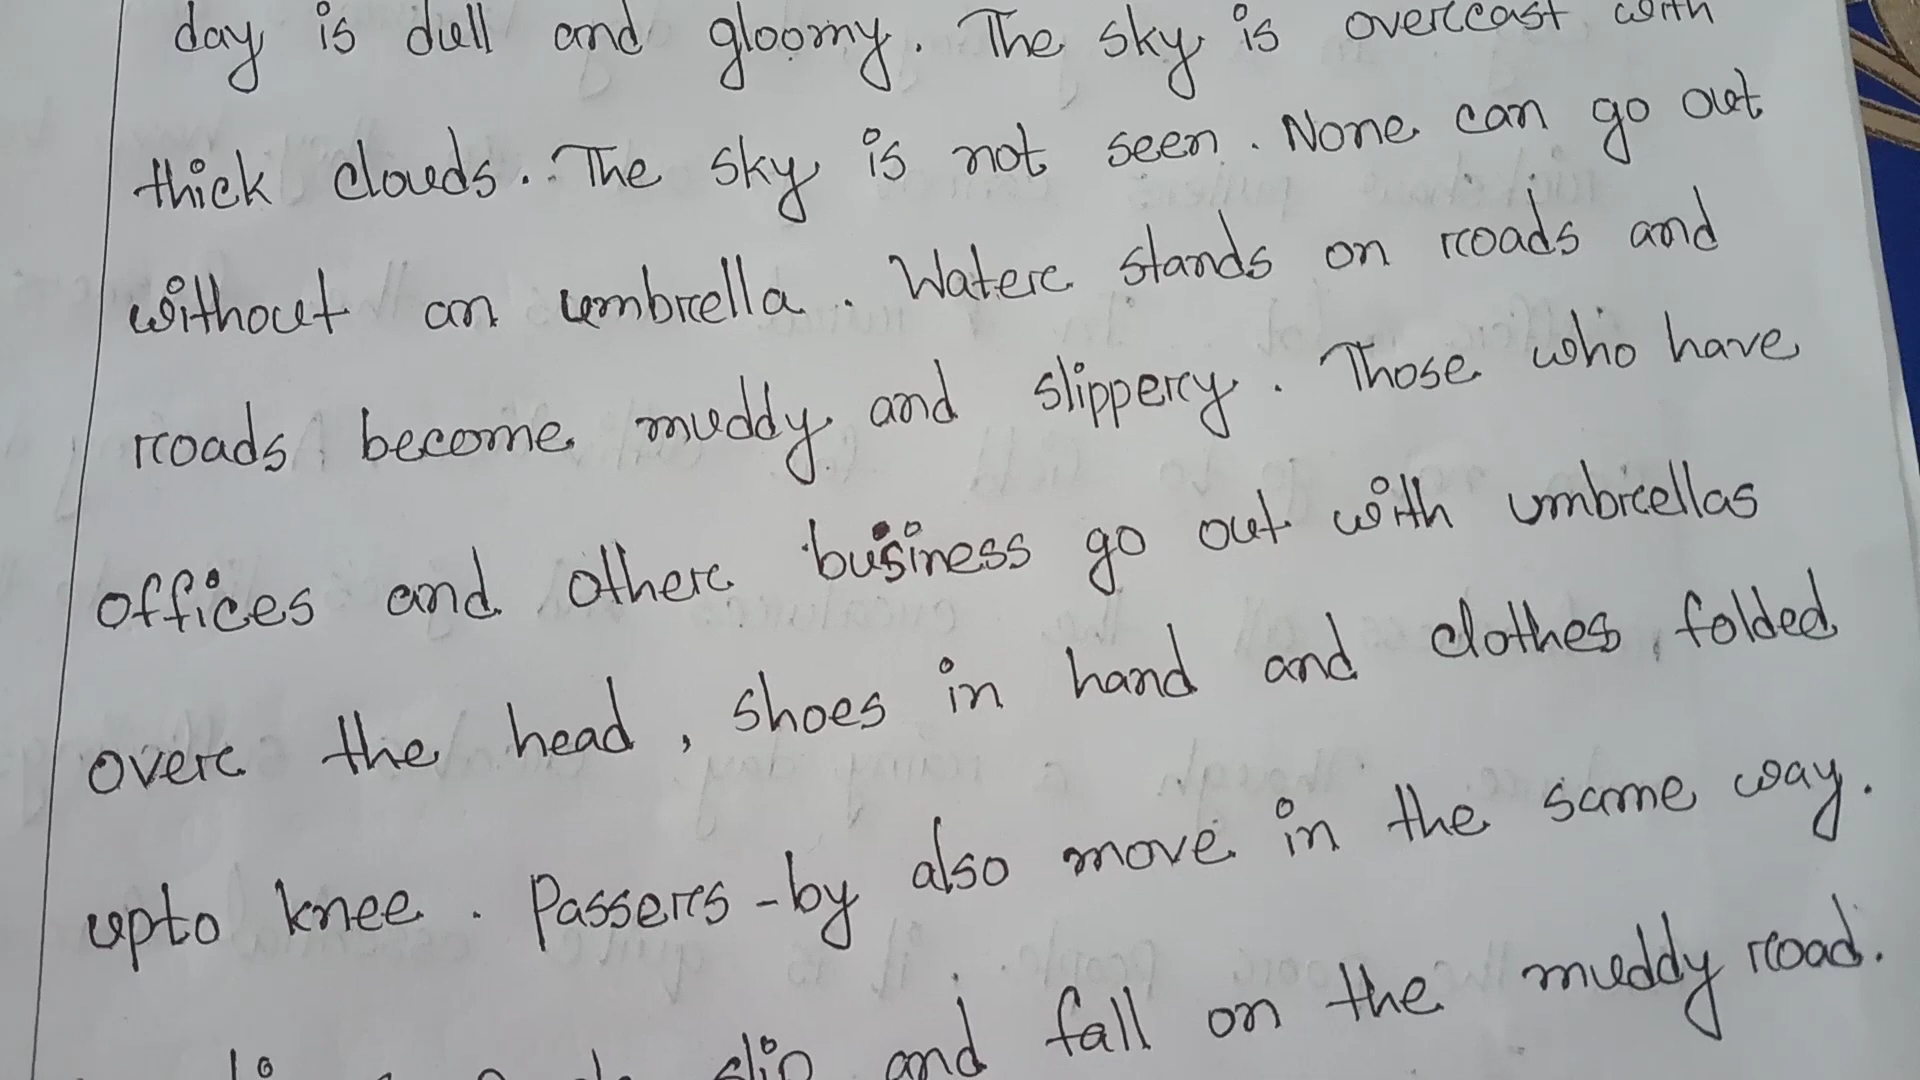 day is dull and gloomy. The sky is overcast with
thick clouds. The sky is not seen. None can go out
without an umbrella. Water stands on roads and
roads become muddy and slippery. Those who have
offices and other business go out with umbrellas
over the head, shoes in hand and clothes folded
upto knee. Passers-by also move in the same way.
slip and fall on the muddy road.